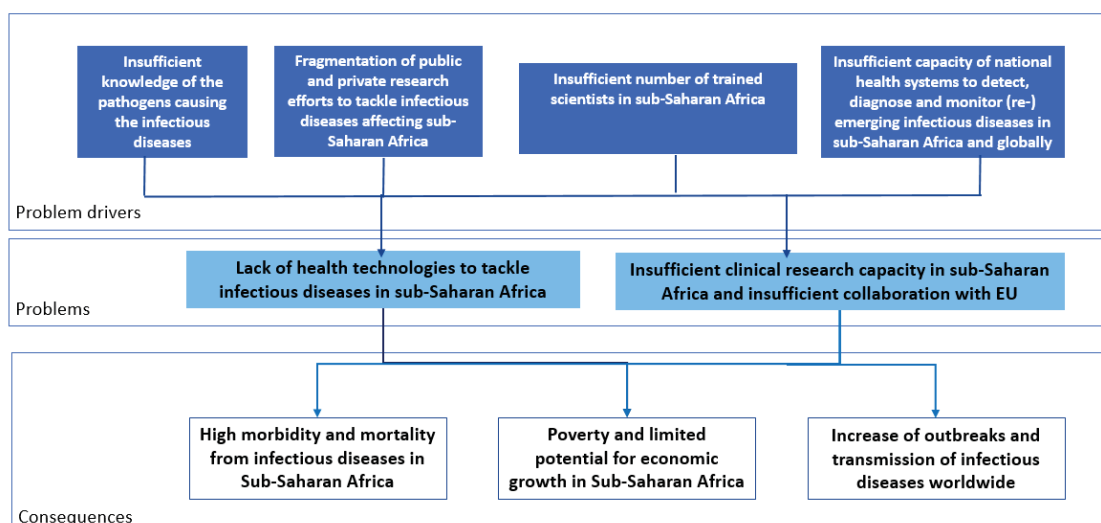 Insufficient
knowledge of the
pathogens causing
the infectious
diseases
Fragmentation of public
and private research
efforts to tackle infectious
diseases affecting sub-
Saharan Africa
Insufficient number of trained
scientists in sub-Saharan Africa
Insufficient capacity of national
health systems to detect,
diagnose and monitor (re-)
emerging infectious diseases in
sub-Saharan Africa and globally
Problem drivers
Lack of health technologies to tackle
infectious diseases in sub-Saharan Africa
Insufficient clinical research capacity in sub-Saharan
Africa and insufficient collaboration with EU
Problems
High morbidity and mortality
from infectious diseases in
Sub-Saharan Africa
Poverty and limited
potential for economic
growth in Sub-Saharan Africa
Increase of outbreaks and
transmission of infectious
diseases worldwide
Consequences